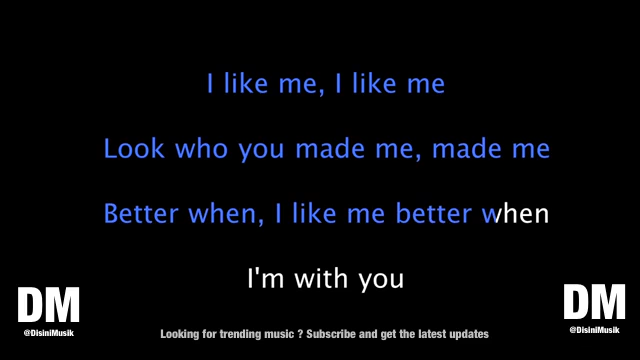 I like me, I like me
Look who you made me, made me
Better when, I like me better when
I'm with you
DM
@DisiniMusik
DM
@DisiniMusik
Looking for trending music ? Subscribe and get the latest updates